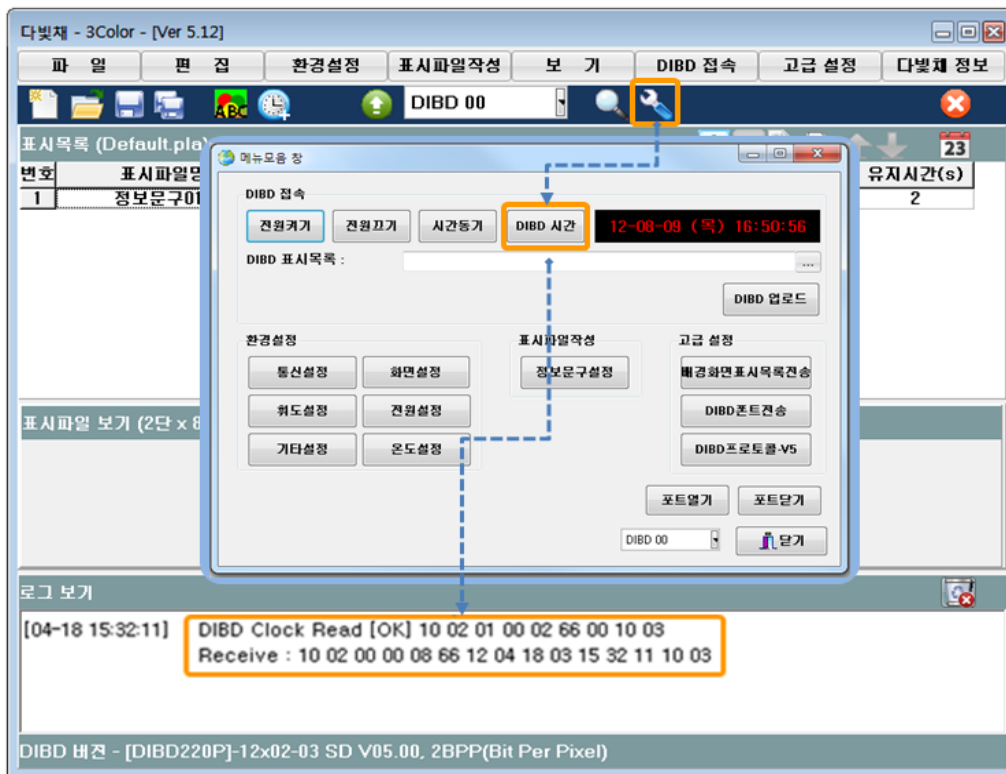 다빛채 - 3Color - [Ver 5.12]
파 일 편 집 환경설정 표시파일작성 보 기 DIBD 접속 고급 설정 다빛채 정보
ABC DIBD 00
표시목록 (Default.pla) 23
번호 표시파일명 유지시간(s)
1 정보문구01 2
메뉴모음 창
DIBD 접속
전원켜기 전원끄기 시간동기 DIBD 시간 12-08-09 (목) 16:50:56
DIBD 표시목록 : ...
DIBD 업로드
환경설정 표시파일작성 고급 설정
통신설정 화면설정 정보문구설정 배경화면표시목록전송
휘도설정 전원설정 DIBD폰트전송
기타설정 온도설정 DIBD프로토콜-V5
포트열기 포트닫기
DIBD 00 닫기
표시파일 보기 (2단 x 8
로그 보기
[04-18 15:32:11] DIBD Clock Read [OK] 10 02 01 00 02 66 00 10 03
Receive : 10 02 00 00 08 66 12 04 18 03 15 32 11 10 03
DIBD 버젼 - [DIBD220P]-12x02-03 SD V05.00, 2BPP(Bit Per Pixel)